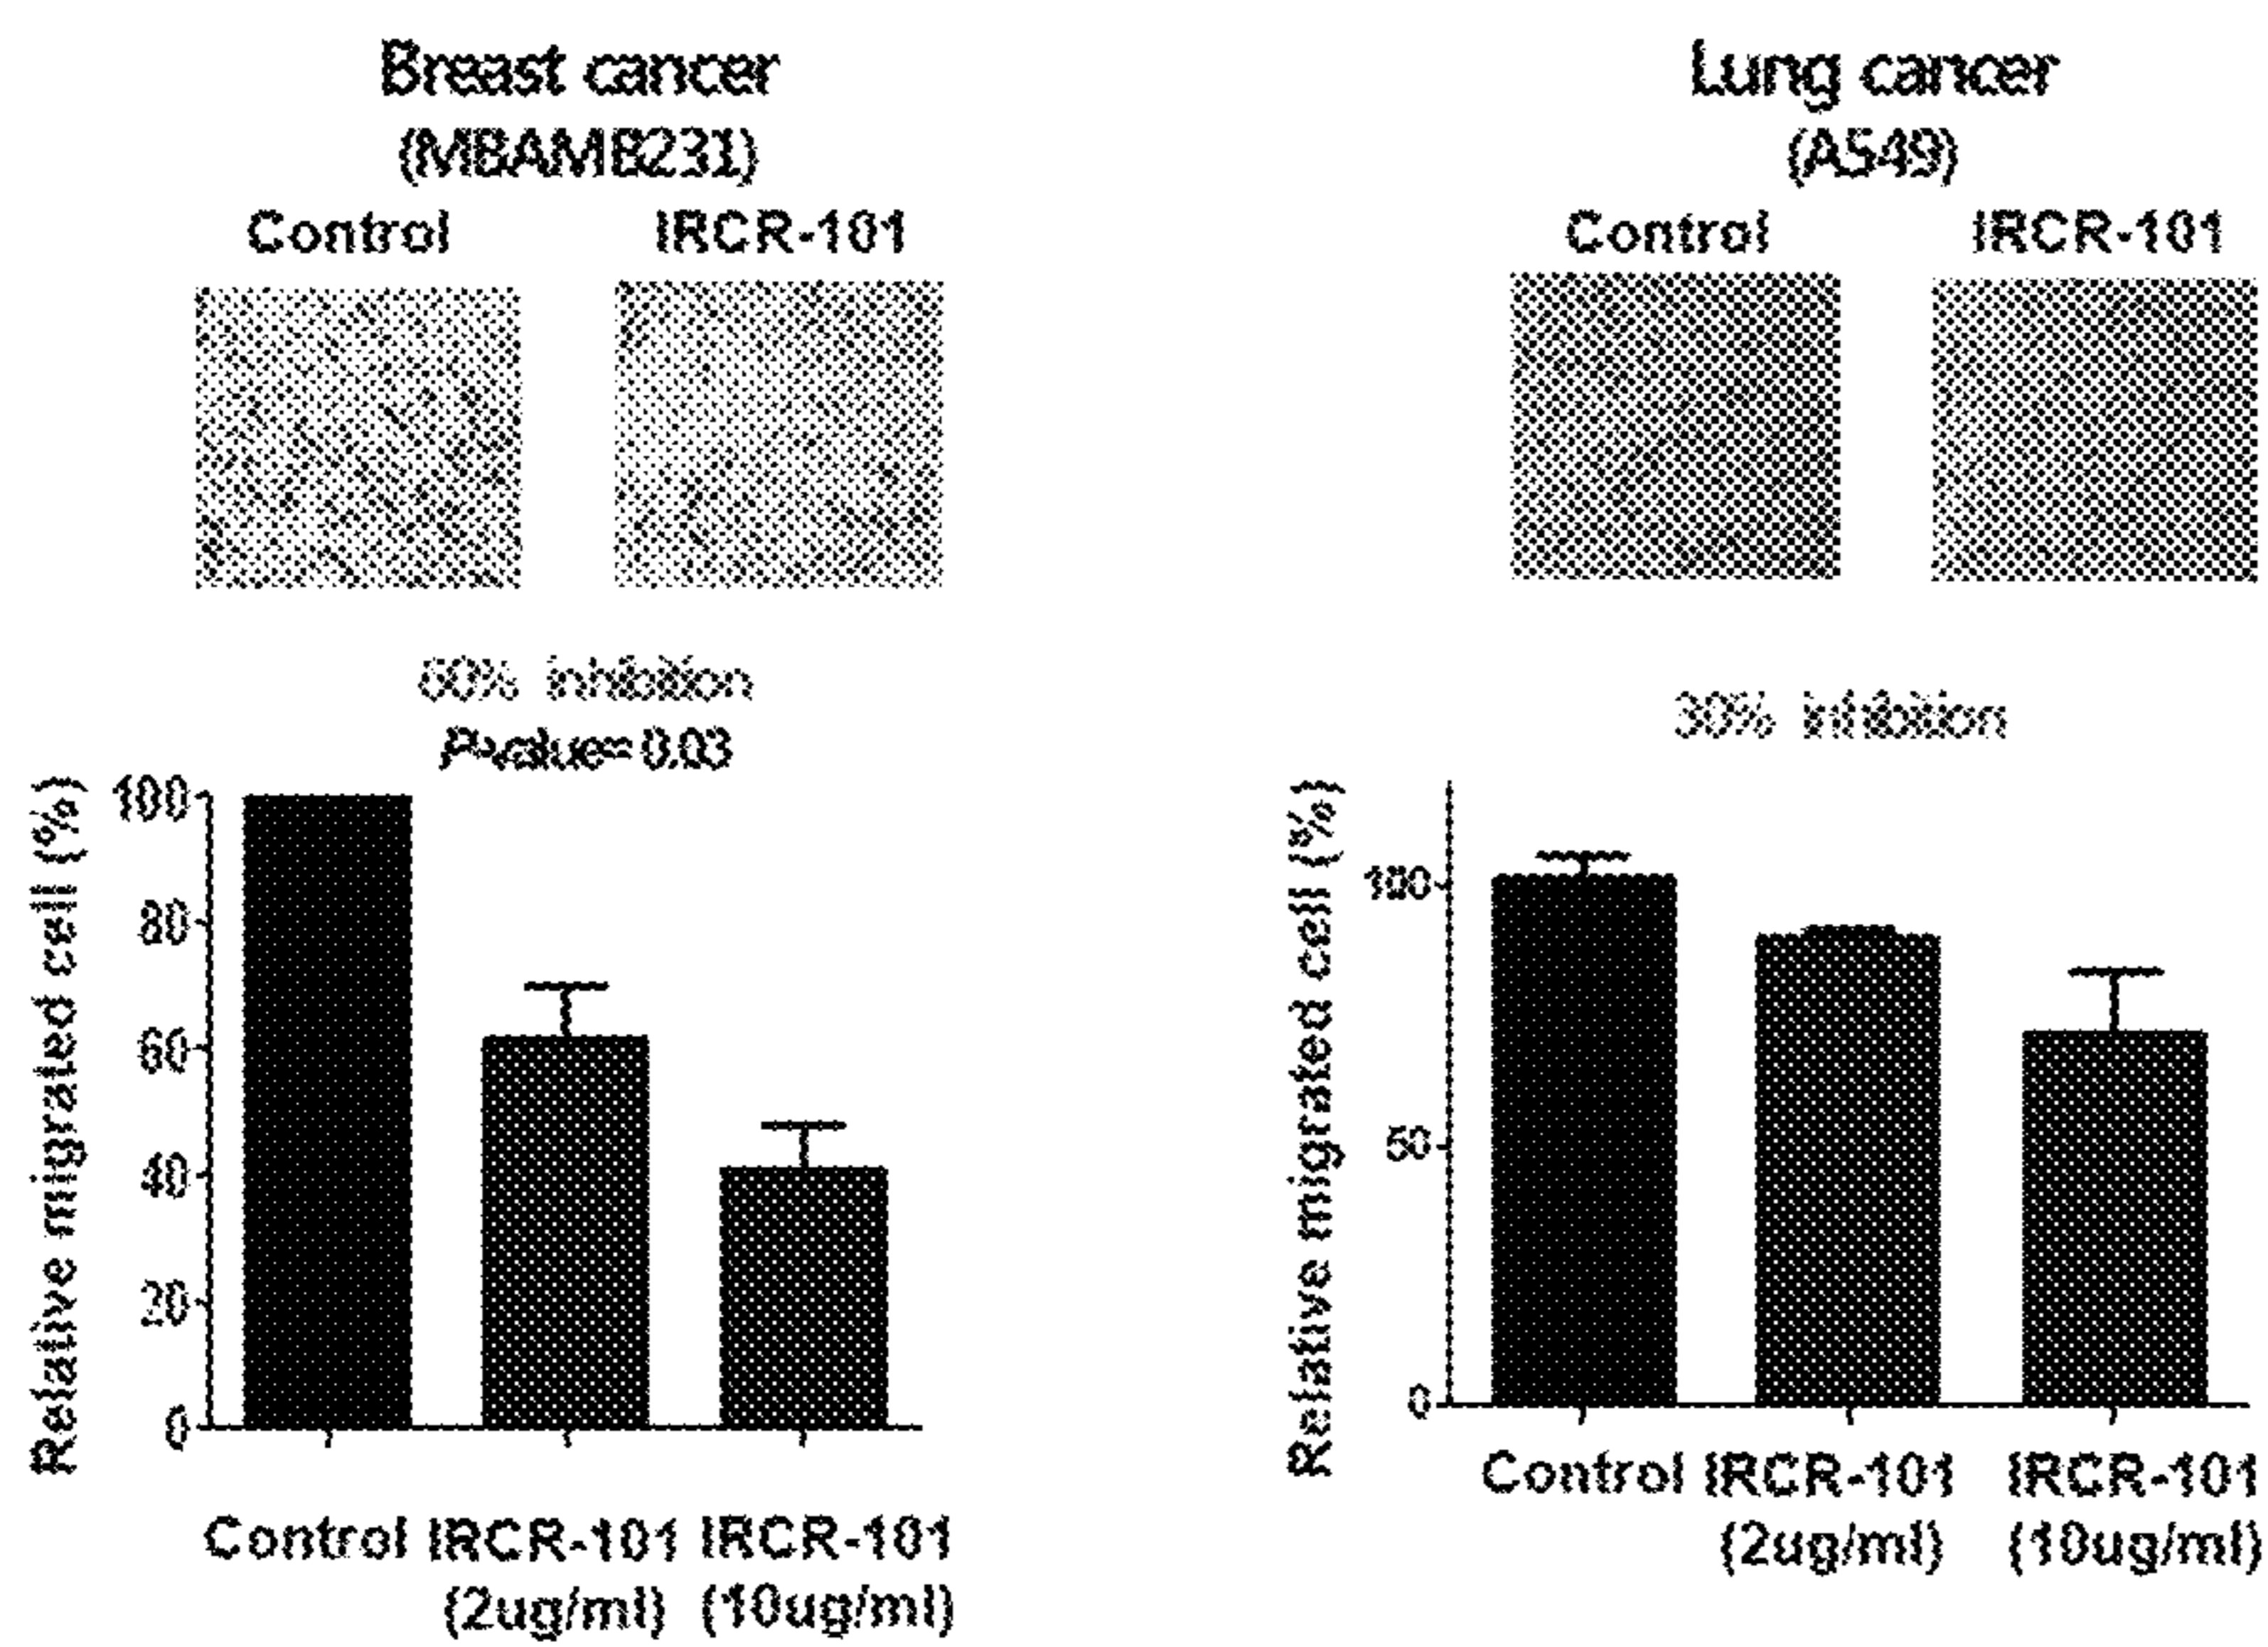 Breast cancer
(MBAMB231)
Control IRCR-101
60% inhibition
P-value= 0.03
Relative migrated cell (%)
100
80
60
40
20
0
Control IRCR-101 IRCR-101
(2ug/ml) (10ug/ml)
Lung cancer
(A549)
Control IRCR-101
30% inhibition
Relative migrated cell (%)
100
50
0
Control IRCR-101 IRCR-101
(2ug/ml) (10ug/ml)